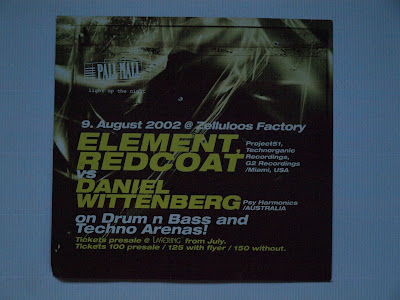 PALL MALL
light up the night
9. August 2002 @ Zelluloos Factory
ELEMENT,
REDCOAT
vs
DANIEL
WITTENBERG
Project51,
Technorganic
Recordings,
G2 Recordings
/Miami, USA
Psy Harmonics
/AUSTRALIA
on Drum n Bass and
Techno Arenas!
Tickets presale @ from July.
Tickets 100 presale / 125 with flyer / 150 without.